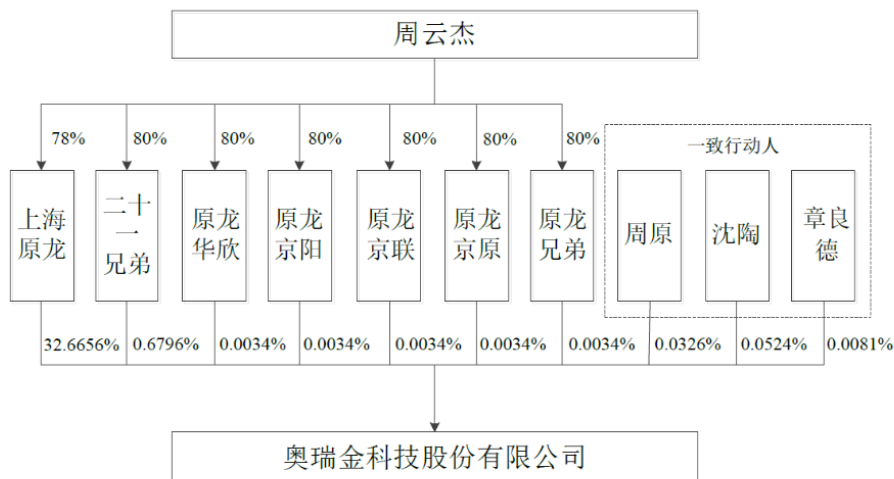 周云杰
78%
80%
80%
80%
80%
80%
80%
一致行动人
上海
原龙
二十
一
兄弟
原龙
华欣
原龙
京阳
原龙
京联
原龙
京原
原龙
兄弟
周原
沈陶
章良
德
32.6656%
0.6796%
0.0034%
0.0034%
0.0034%
0.0034%
0.0034%
0.0326%
0.0524%
0.0081%
奥瑞金科技股份有限公司